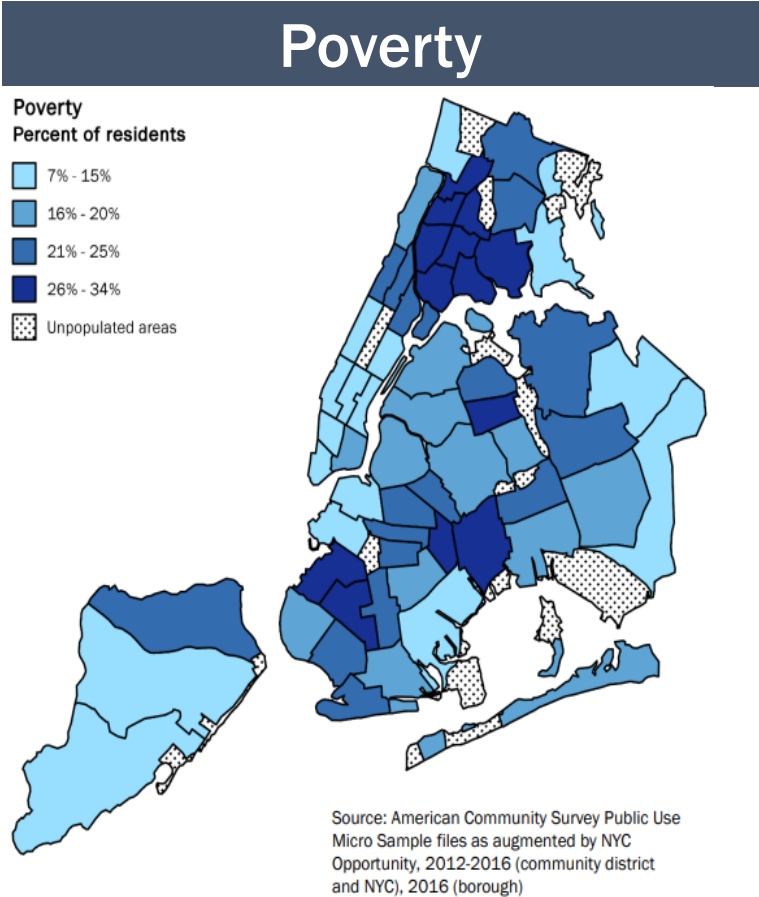 Poverty
Poverty
Percent of residents
7% - 15%
16% - 20%
21% - 25%
26% - 34%
Unpopulated areas
Source: American Community Survey Public Use
Micro Sample files as augmented by NYC
Opportunity, 2012-2016 (community district
and NYC), 2016 (borough)